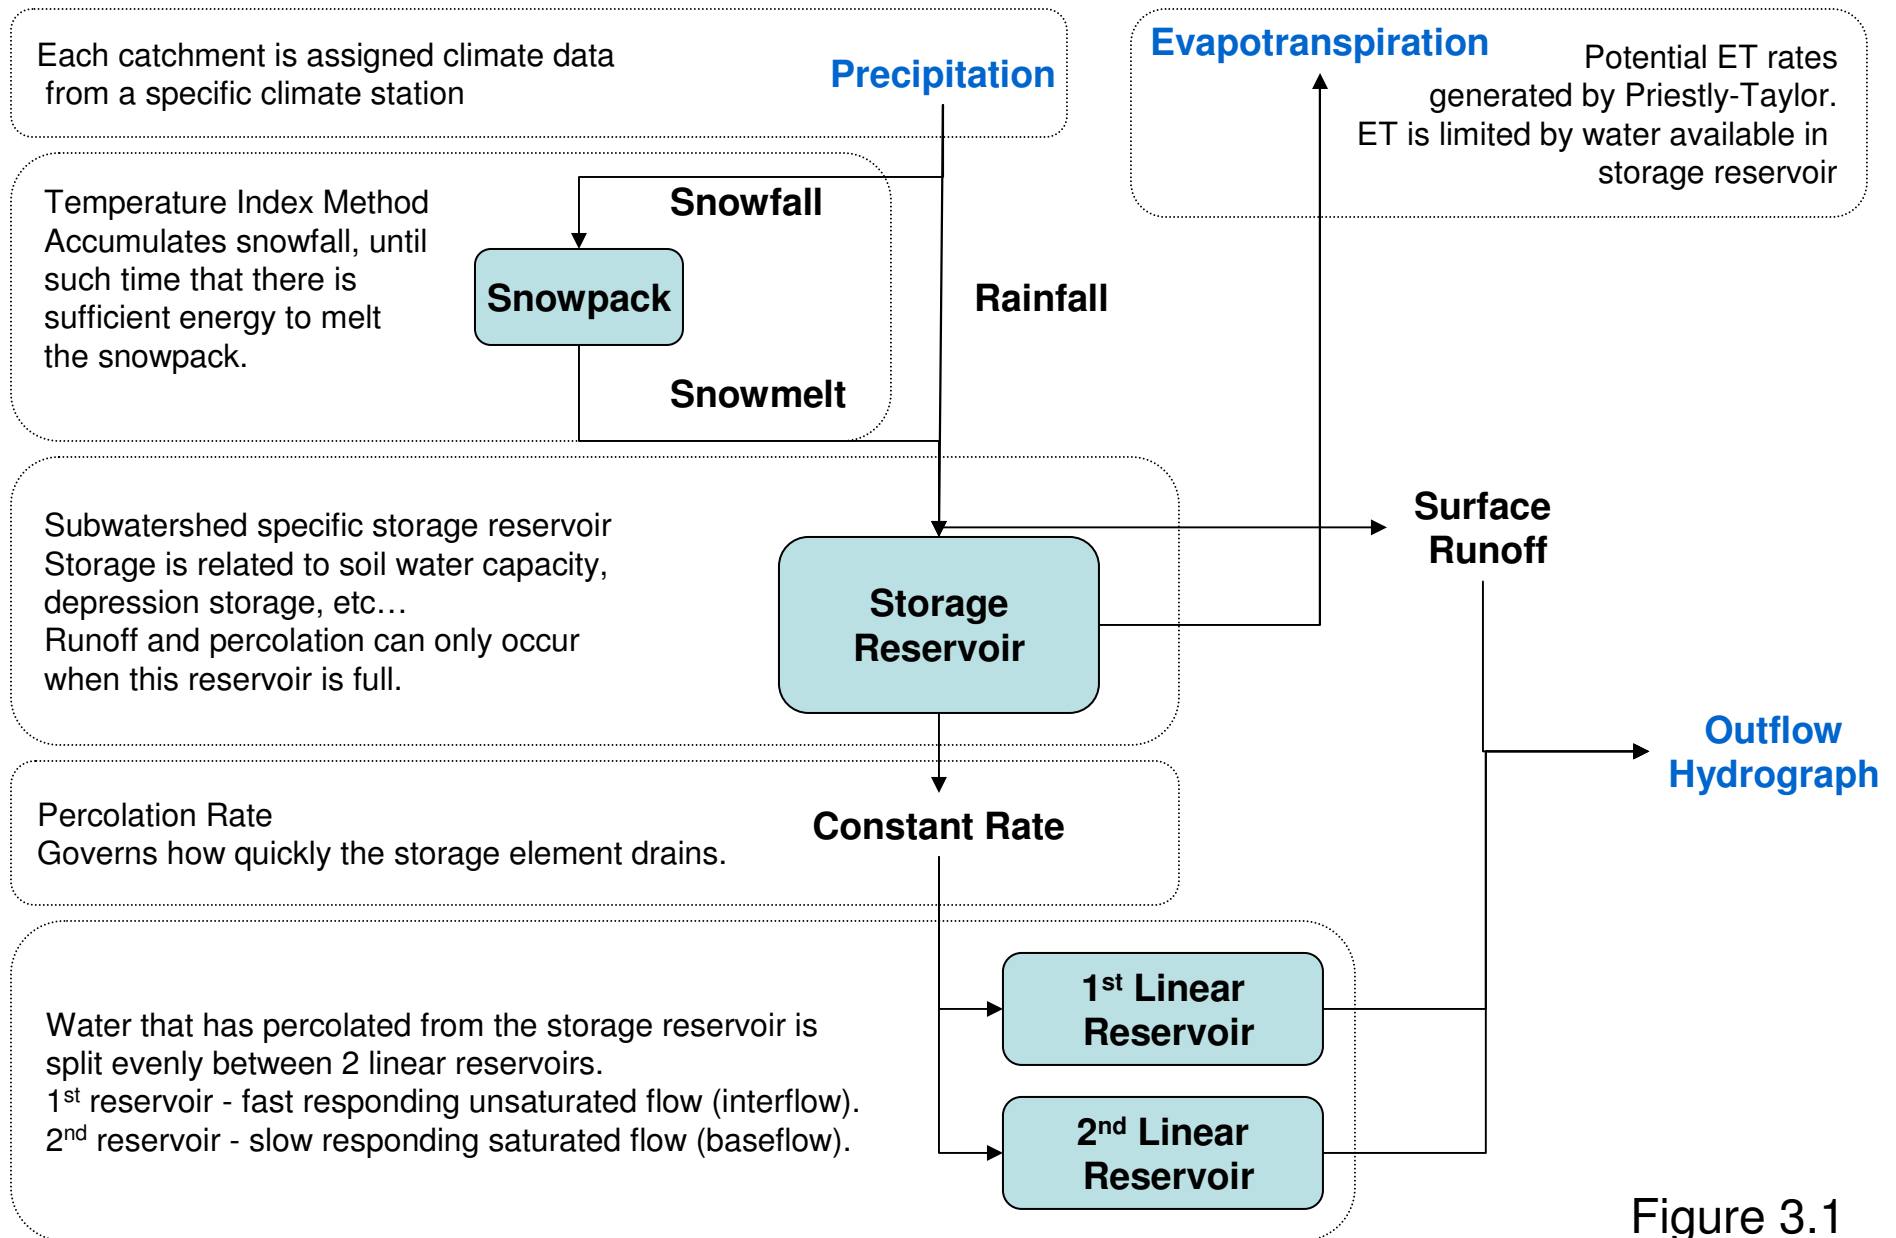 Each catchment is assigned climate data
from a specific climate station
Precipitation
Evapotranspiration
Potential ET rates
generated by Priestly-Taylor.
ET is limited by water available in
storage reservoir
Temperature Index Method
Accumulates snowfall, until
such time that there is
sufficient energy to melt
the snowpack.
Snowfall
Snowpack
Rainfall
Snowmelt
Subwatershed specific storage reservoir
Storage is related to soil water capacity,
depression storage, etc…
Runoff and percolation can only occur
when this reservoir is full.
Storage
Reservoir
Surface
Runoff
Outflow
Hydrograph
Percolation Rate
Governs how quickly the storage element drains.
Constant Rate
Water that has percolated from the storage reservoir is
split evenly between 2 linear reservoirs.
1st reservoir - fast responding unsaturated flow (interflow).
2nd reservoir - slow responding saturated flow (baseflow).
1st Linear
Reservoir
2nd Linear
Reservoir
Figure 3.1